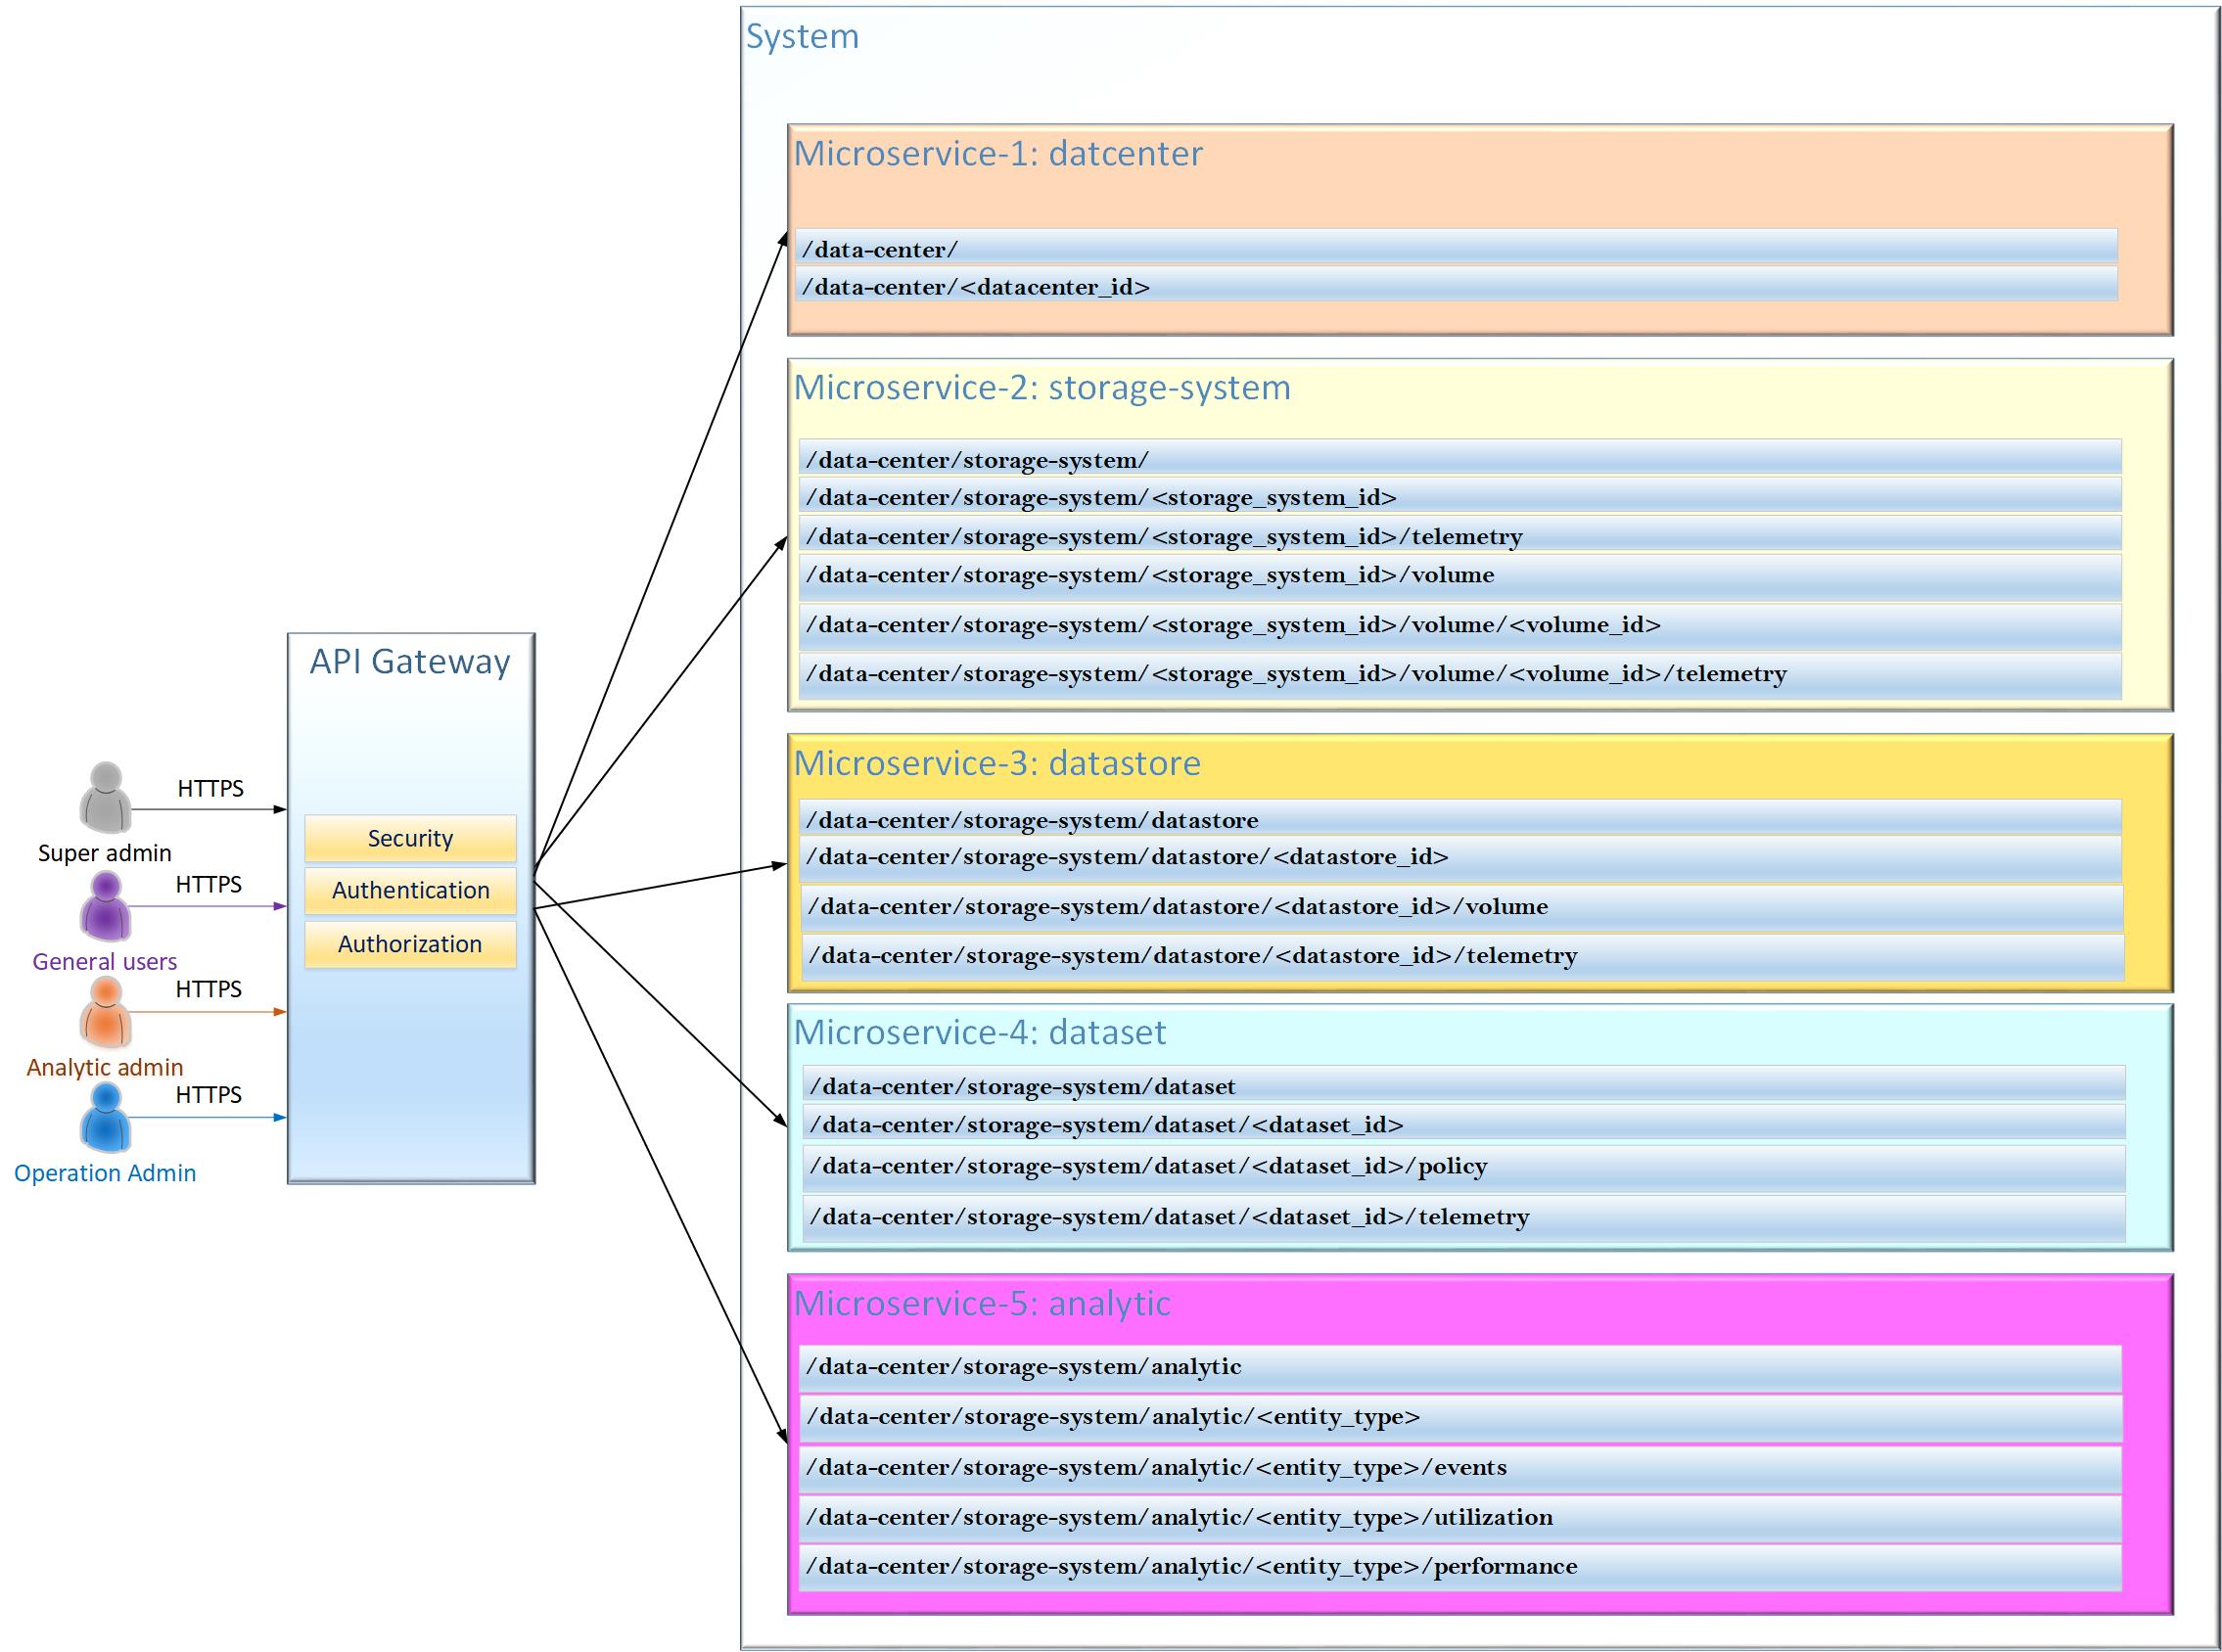 System
Microservice-1: datcenter
/data-center/
/data-center/<datacenter_id>
Microservice-2: storage-system
/data-center/storage-system/
/data-center/storage-system/<storage_system_id>
/data-center/storage-system/<storage_system_id>/telemetry
/data-center/storage-system/<storage_system_id>/volume
/data-center/storage-system/<storage_system_id>/volume/<volume_id>
/data-center/storage-system/<storage_system_id>/volume/<volume_id>/telemetry
API Gateway
Security
Authentication
Authorization
HTTPS
Super admin
HTTPS
General users
HTTPS
Analytic admin
HTTPS
Operation Admin
Microservice-3: datastore
/data-center/storage-system/datastore
/data-center/storage-system/datastore/<datastore_id>
/data-center/storage-system/datastore/<datastore_id>/volume
/data-center/storage-system/datastore/<datastore_id>/telemetry
Microservice-4: dataset
/data-center/storage-system/dataset
/data-center/storage-system/dataset/<dataset_id>
/data-center/storage-system/dataset/<dataset_id>/policy
/data-center/storage-system/dataset/<dataset_id>/telemetry
Microservice-5: analytic
/data-center/storage-system/analytic
/data-center/storage-system/analytic/<entity_type>
/data-center/storage-system/analytic/<entity_type>/events
/data-center/storage-system/analytic/<entity_type>/utilization
/data-center/storage-system/analytic/<entity_type>/performance